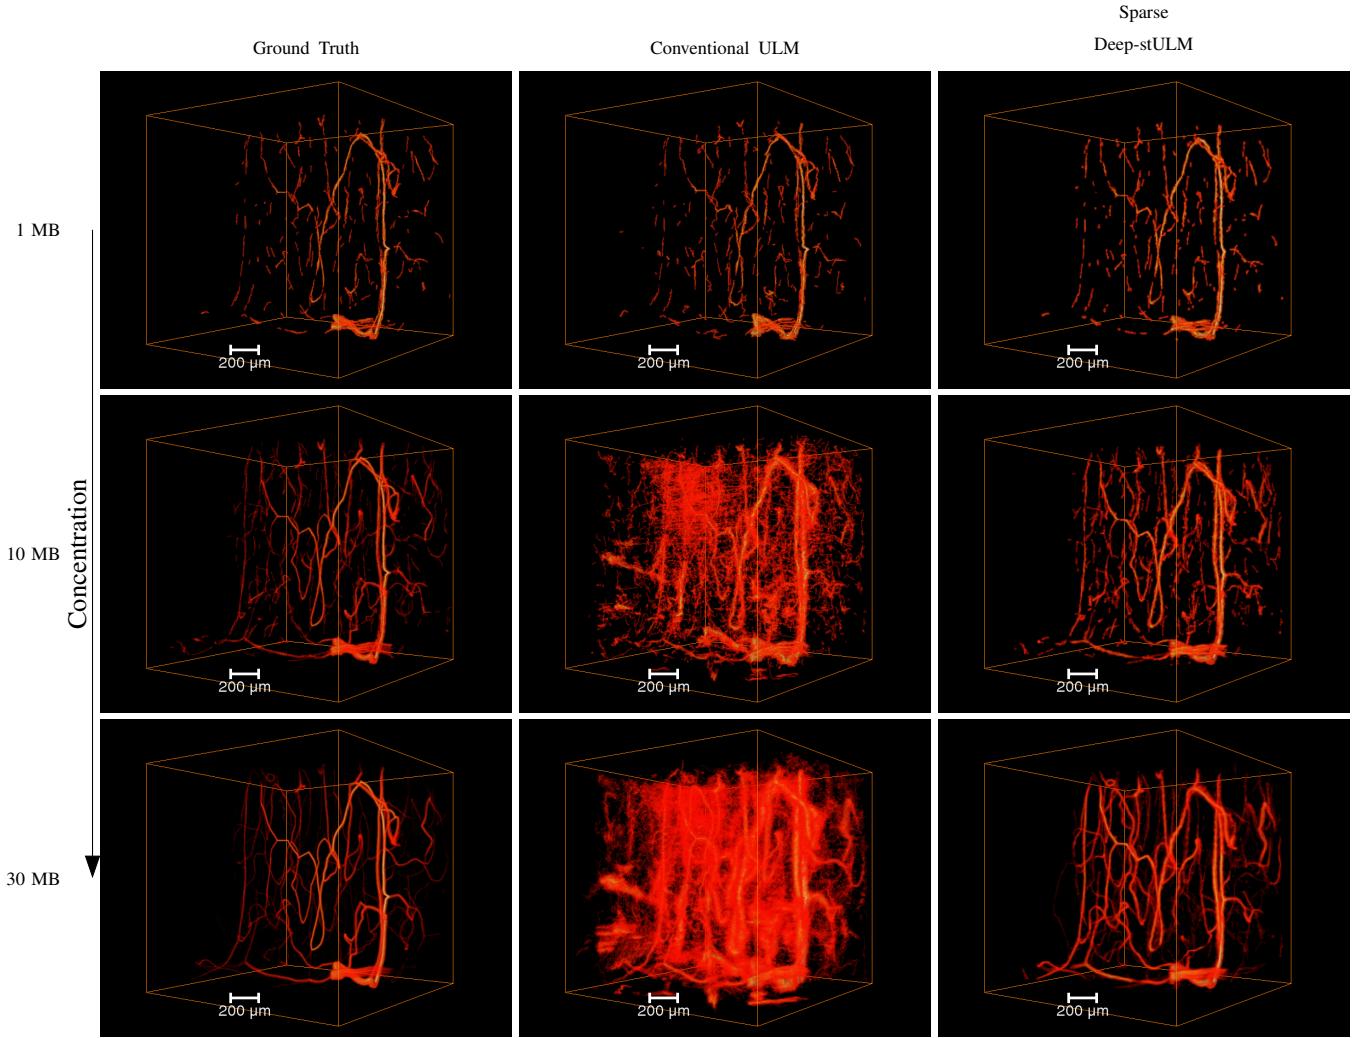 Sparse
Ground Truth
Conventional ULM
Deep-stULM
1 MB
200 µm
200 µm
200 µm
Concentration
10 MB
200 µm
200 µm
200 µm
30 MB
200 µm
200 µm
200 µm